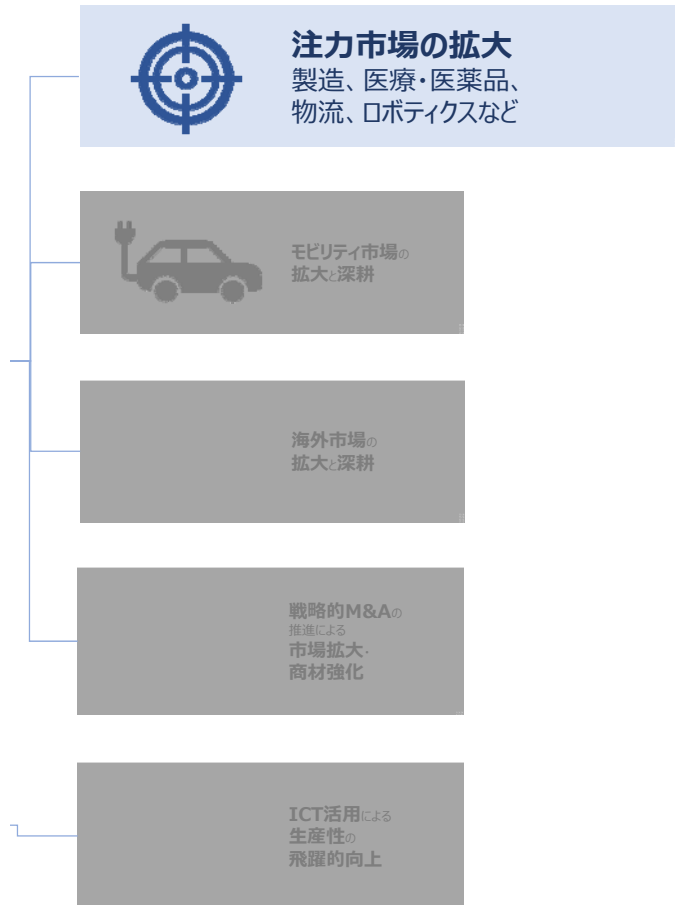 注力市場の拡大
製造、医療・医薬品、
物流、ロボティクスなど
モビリティ市場の
拡大と深耕
海外市場の
拡大と深耕
戦略的M&Aの
推進による
市場拡大・
商材強化
ICT活用による
生産性の
飛躍的向上